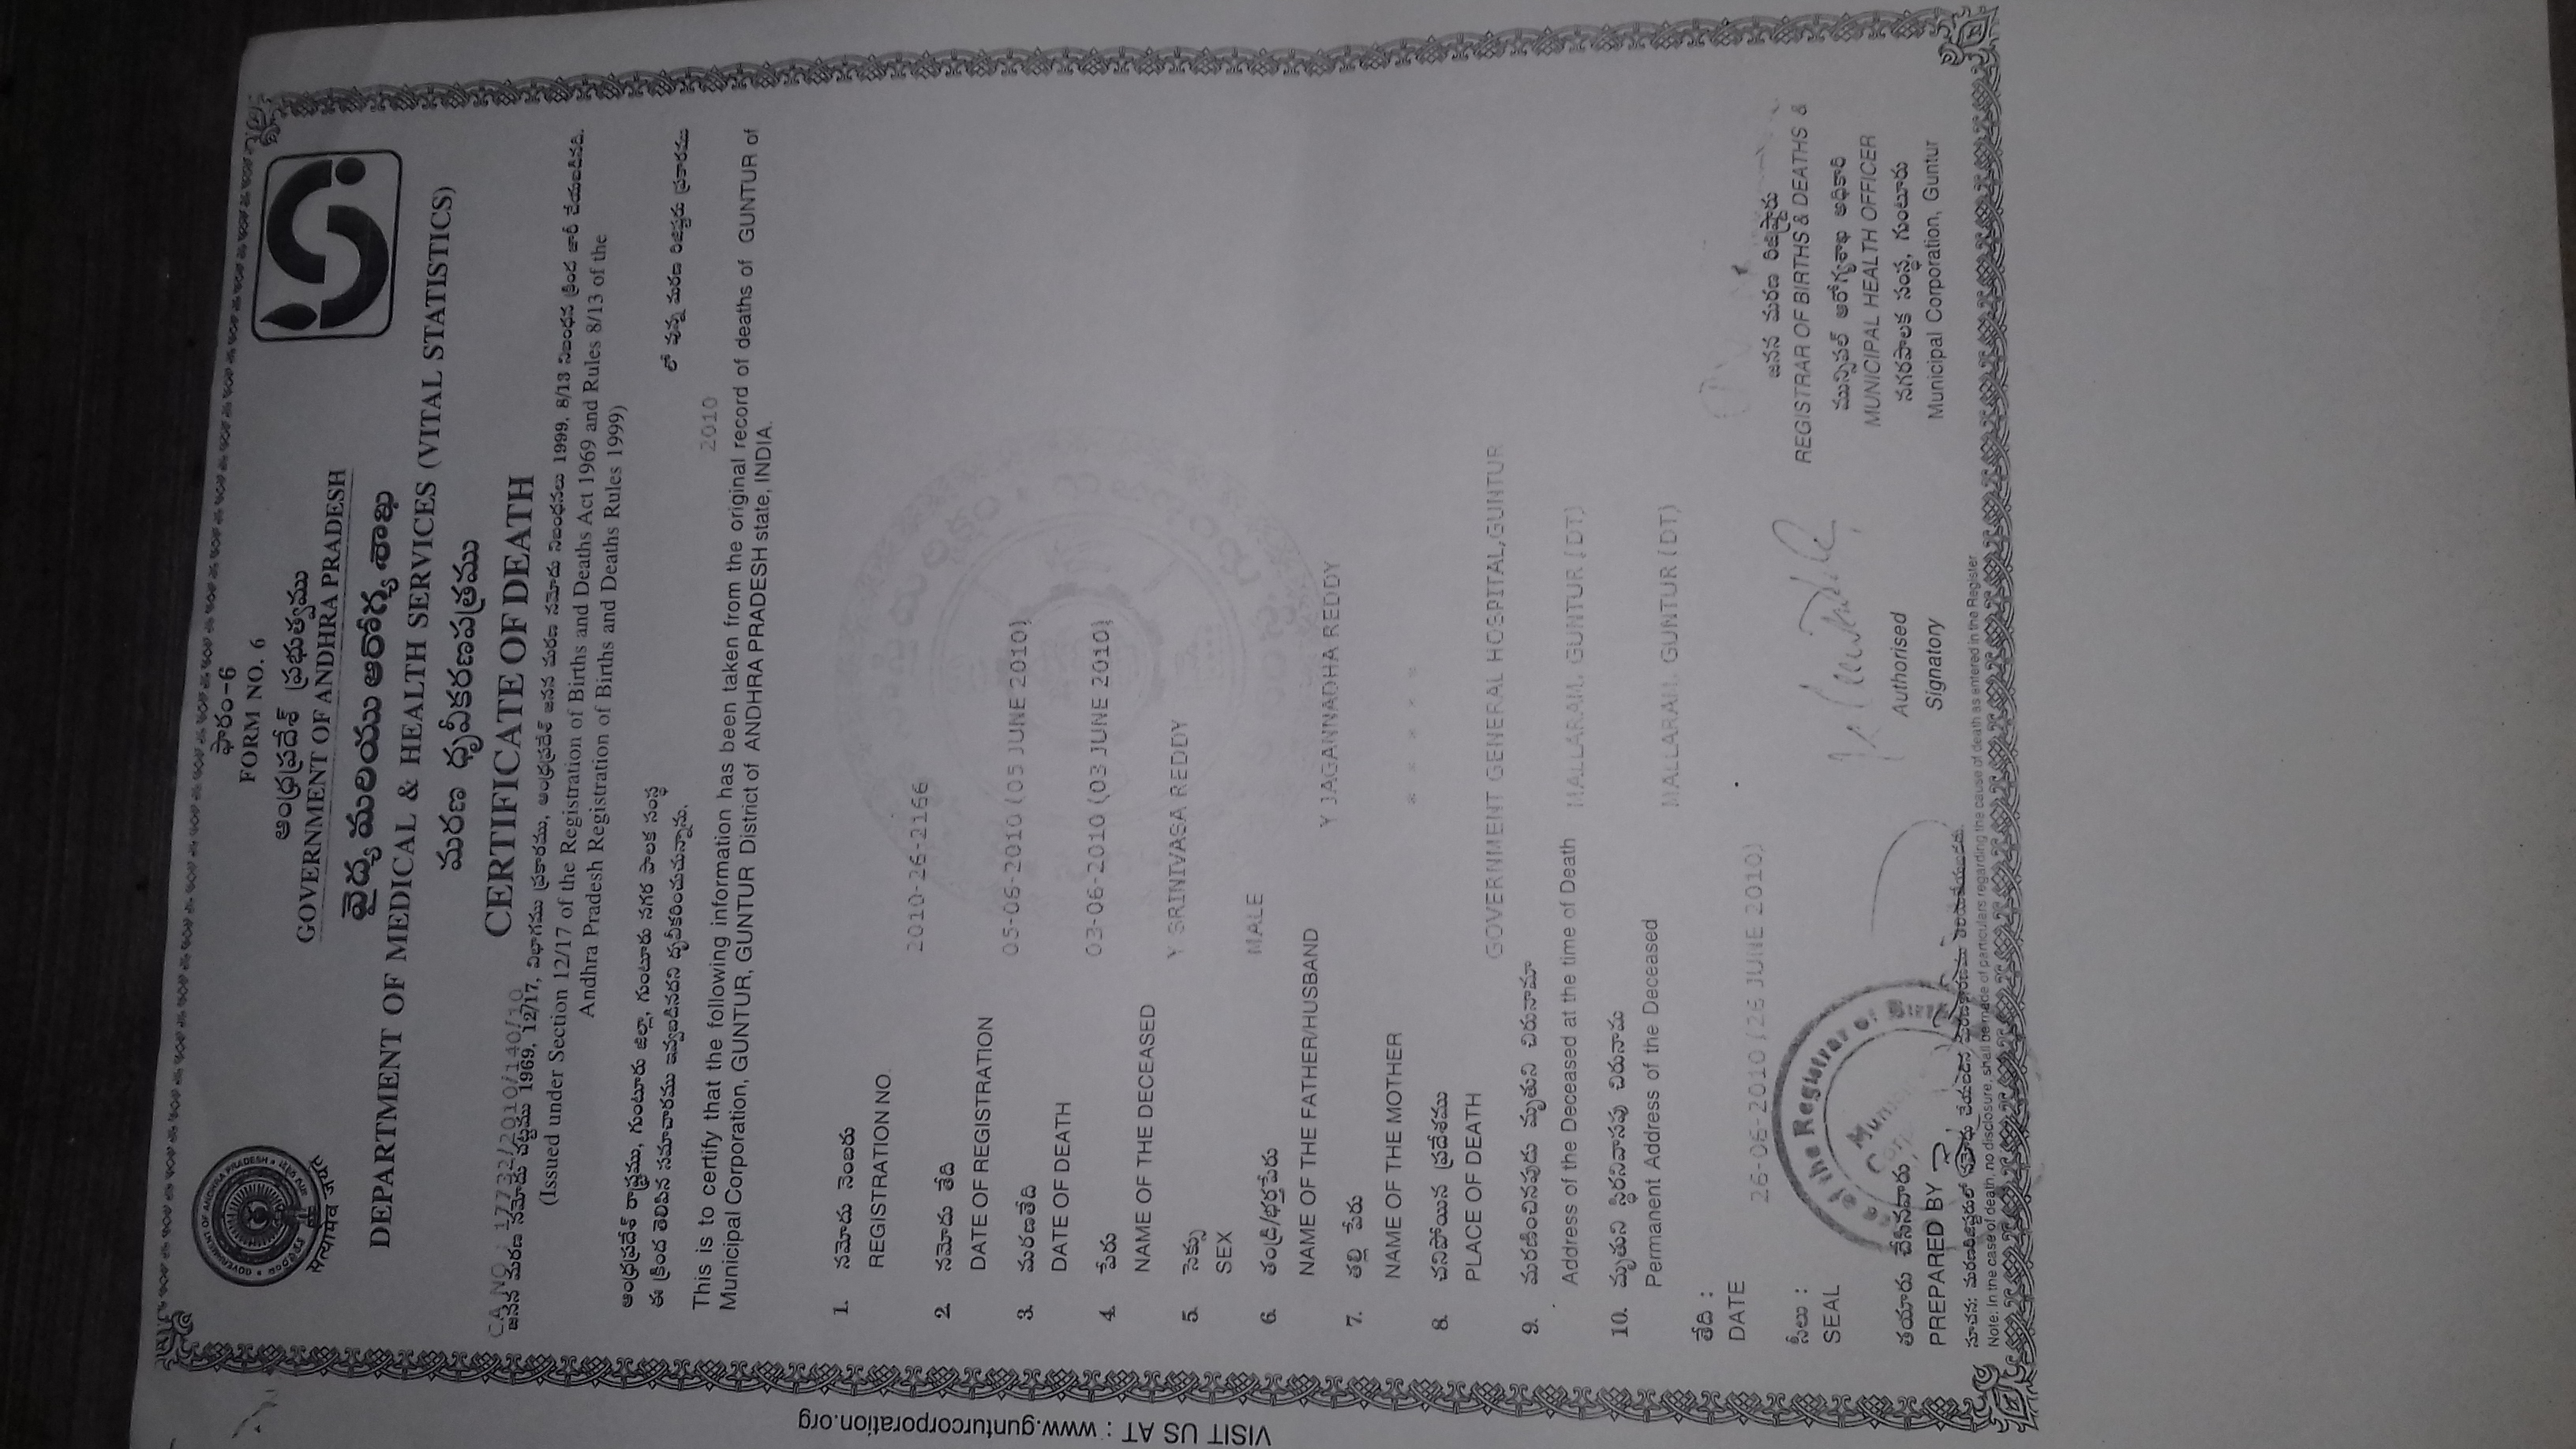 GOVERNMENT OF ANDHRA PRADESH
सत्यमेव जयते
ఫారం-6
FORM NO. 6
ఆంధ్రప్రదేశ్ ప్రభుత్వము
GOVERNMENT OF ANDHRA PRADESH
వైద్య మరియు ఆరోగ్య శాఖ
DEPARTMENT OF MEDICAL & HEALTH SERVICES (VITAL STATISTICS)
మరణ ధృవీకరణపత్రము
CA NO : 17732/2010/140/10
CERTIFICATE OF DEATH
జనన మరణ నమోదు చట్టము 1969, 12/17, విభాగము ప్రకారము, ఆంధ్రప్రదేశ్ జనన మరణ నమోదు నిబంధనలు 1999, 8/13 నిబంధన క్రింద జారీ చేయబడినది.
(Issued under Section 12/17 of the Registration of Births and Deaths Act 1969 and Rules 8/13 of the
Andhra Pradesh Registration of Births and Deaths Rules 1999)
ఆంధ్రప్రదేశ్ రాష్ట్రము, గుంటూరు జిల్లా, గుంటూరు నగర పాలక సంస్థ
లో వున్న మరణ రిజిష్టరు ప్రకారము
ఈ క్రింద తెలిపిన సమాచారము ఇవ్వబడినదని దృవీకరించుచున్నాను.
2010
This is to certify that the following information has been taken from the original record of deaths of GUNTUR of
Municipal Corporation, GUNTUR, GUNTUR District of ANDHRA PRADESH state, INDIA.
VISIT US AT : www.gunturcorporation.org
1. నమోదు నెంబరు
REGISTRATION NO.
2010-26-2166
2. నమోదు తేది
DATE OF REGISTRATION
05-06-2010 (05 JUNE 2010)
3. మరణతేది
DATE OF DEATH
03-06-2010 (03 JUNE 2010)
4. పేరు
NAME OF THE DECEASED
Y SRINIVASA REDDY
5. సెక్సు
SEX
MALE
6. తండ్రి/భర్తపేరు
NAME OF THE FATHER/HUSBAND
Y JAGANNADHA REDDY
7. తల్లి పేరు
NAME OF THE MOTHER
* * * * *
8. చనిపోయిన ప్రదేశము
PLACE OF DEATH
GOVERNMENT GENERAL HOSPITAL,GUNTUR
9. మరణించినపుడు మృతుని చిరునామా
Address of the Deceased at the time of Death MALLARAM, GUNTUR (DT)
10. మృతుని స్థిరనివాసపు చిరునామ
Permanent Address of the Deceased
MALLARAM, GUNTUR (DT)
తేది :
DATE
26-06-2010 (26 JUNE 2010)
సీలు :
SEAL
of the Registrar of
తయారు చేసినవారు
PREPARED BY
Authorised
Signatory
జనన మరణ రిజిష్ట్రారు
REGISTRAR OF BIRTHS & DEATHS &
మున్సిపల్ ఆరోగ్యశాఖ అధికారి
MUNICIPAL HEALTH OFFICER
నగరపాలక సంస్థ, గుంటూరు
Municipal Corporation, Guntur
సూచన: మరణరిజిష్టరులో నమోదు చేయబడిన మరణకారణము తెలియచేయబడదు.
Note: In the case of death, no disclosure, shall be made of particulars regarding the cause of death as entered in the Register